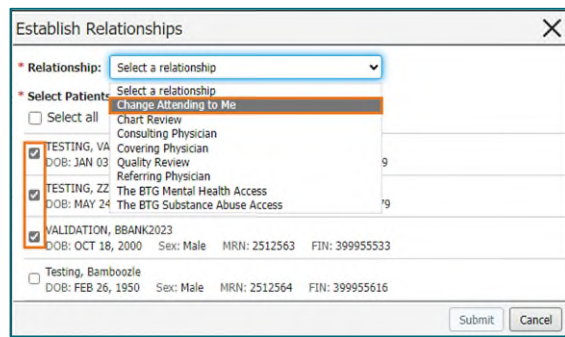 Establish Relationships
* Relationship: Select a relationship
Select a relationship
* Select Patients
Change Attending to Me
Select all
Chart Review
Consulting Physician
TESTING, VA
Covering Physician
DOB: JAN 03
Quality Review
9
Referring Physician
TESTING, ZZ
The BTG Mental Health Access
DOB: MAY 24
The BTG Substance Abuse Access
79
VALIDATION, BBANK2023
DOB: OCT 18, 2000 Sex: Male MRN: 2512563 FIN: 399955533
Testing, Bamboozle
DOB: FEB 26, 1950 Sex: Male MRN: 2512564 FIN: 399955616
Submit Cancel